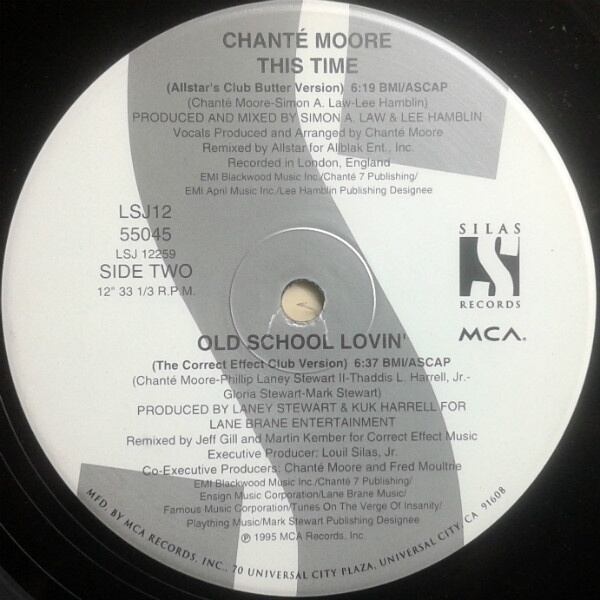 CHANTÉ MOORE
THIS TIME
(Allstar's Club Butter Version) 6:19 BMI/ASCAP
(Chanté Moore-Simon A. Law-Lee Hamblin)
PRODUCED AND MIXED BY SIMON A. LAW & LEE HAMBLIN
Vocals Produced and Arranged by Chanté Moore
Remixed by Allstar for Allblak Ent., Inc.
Recorded in London, England
EMI Blackwood Music Inc./Chanté 7 Publishing/
EMI April Music Inc./Lee Hamblin Publishing Designee
LSJ12
55045
LSJ 12259
SIDE TWO
12" 33 1/3 R.P.M.
SILAS
S
RECORDS
MCA.
OLD SCHOOL LOVIN'
(The Correct Effect Club Version) 6:37 BMI/ASCAP
(Chanté Moore-Phillip Laney Stewart II-Thaddis L. Harrell, Jr.-
Gloria Stewart-Mark Stewart)
PRODUCED BY LANEY STEWART & KUK HARRELL FOR
LANE BRANE ENTERTAINMENT
Remixed by Jeff Gill and Martin Kember for Correct Effect Music
Executive Producer: Louil Silas, Jr.
Co-Executive Producers: Chanté Moore and Fred Moultrie
EMI Blackwood Music Inc./Chanté 7 Publishing/
Ensign Music Corporation/Lane Brane Music/
Famous Music Corporation/Tunes On The Verge Of Insanity/
Plaything Music/Mark Stewart Publishing Designee
℗ 1995 MCA Records, Inc.
MFD. BY MCA RECORDS, INC., 70 UNIVERSAL CITY PLAZA, UNIVERSAL CITY, CA 91608